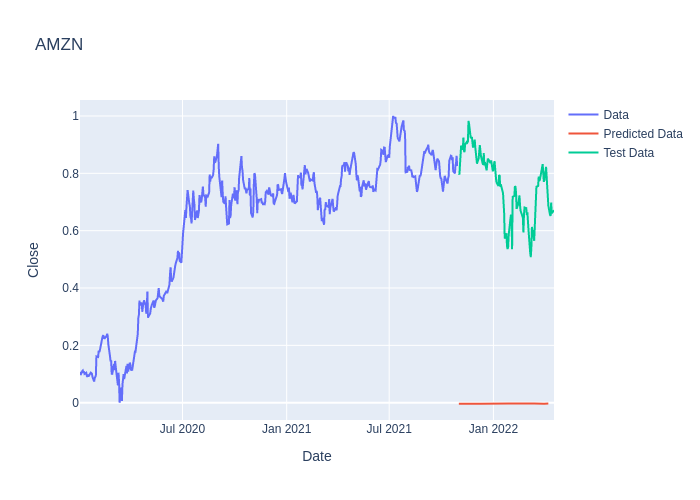 AMZN
Data
Predicted Data
Test Data
1
0.8
0.6
0.4
0.2
0
Close
Jul 2020
Jan 2021
Jul 2021
Jan 2022
Date